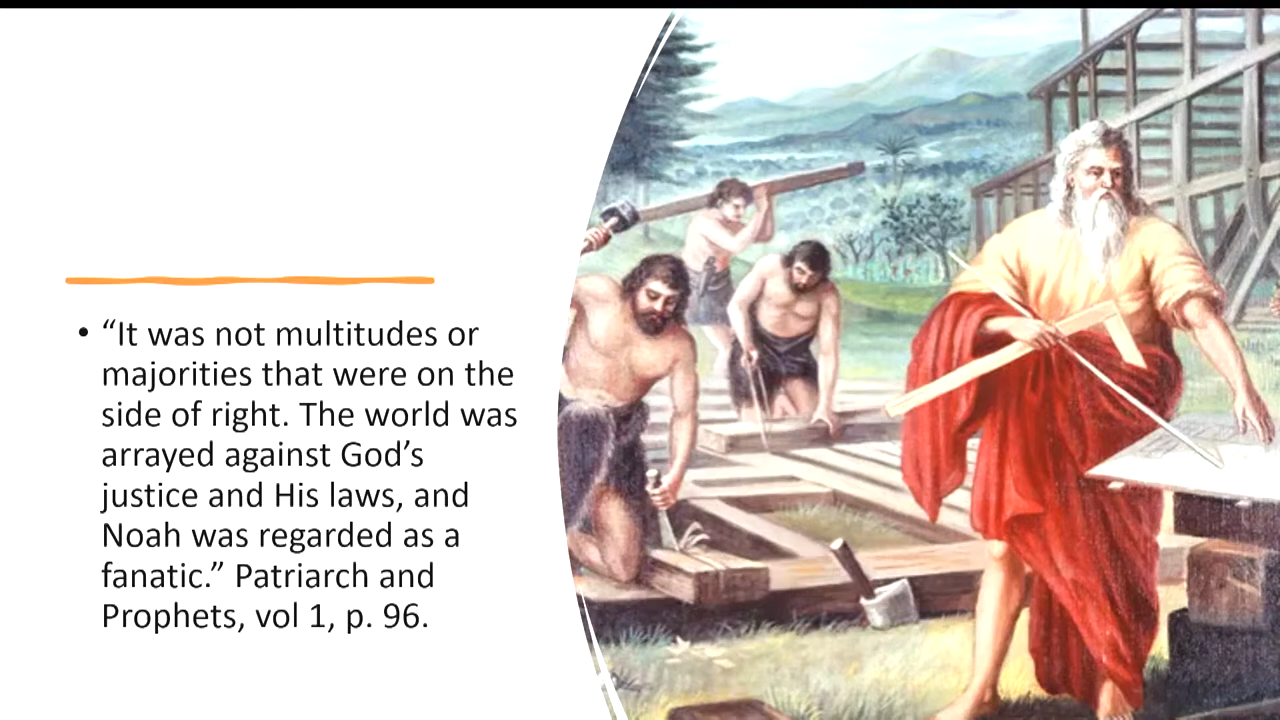 • “It was not multitudes or
majorities that were on the
side of right. The world was
arrayed against God’s
justice and His laws, and
Noah was regarded as a
fanatic.” Patriarch and
Prophets, vol 1, p. 96.